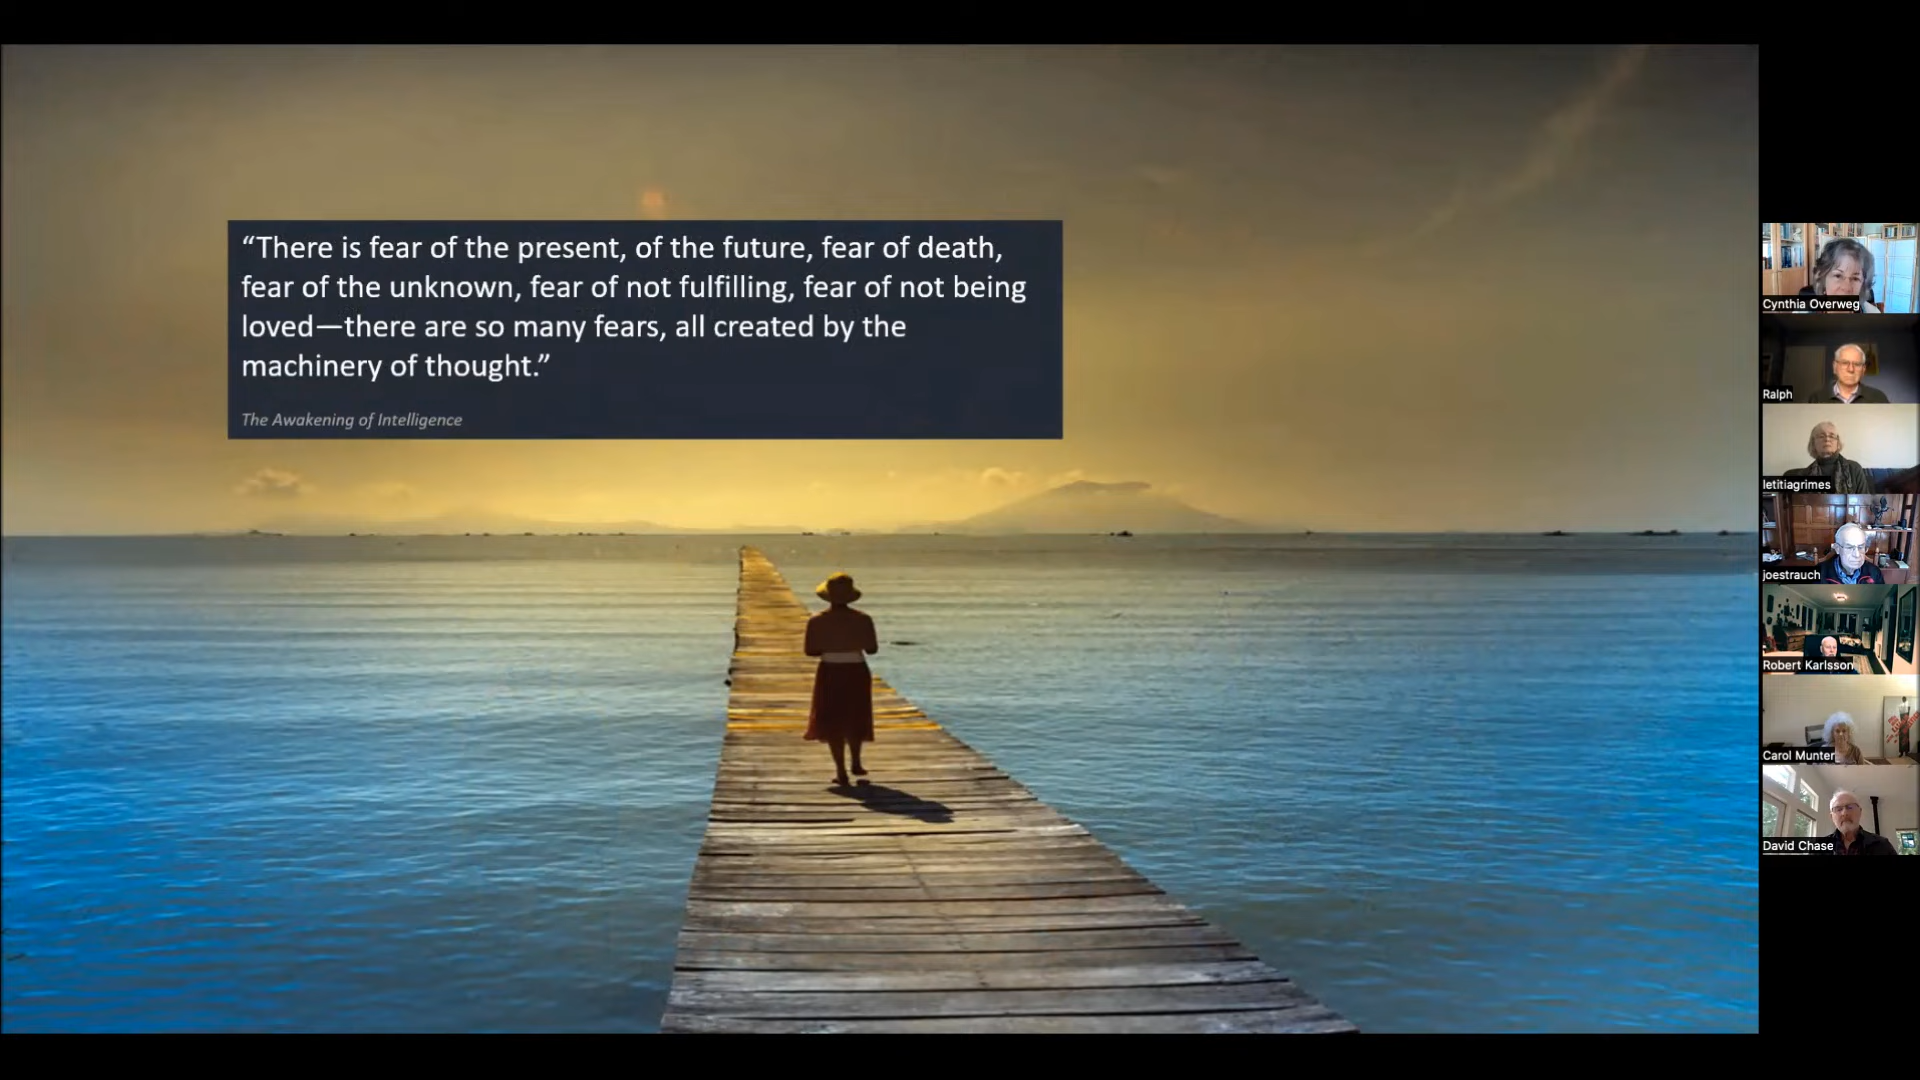 “There is fear of the present, of the future, fear of death,
fear of the unknown, fear of not fulfilling, fear of not being
loved—there are so many fears, all created by the
machinery of thought.”
The Awakening of Intelligence
Cynthia Overweg
Ralph
letitiagrimes
joestrauch
Robert Karlsson
Carol Munter
David Chase